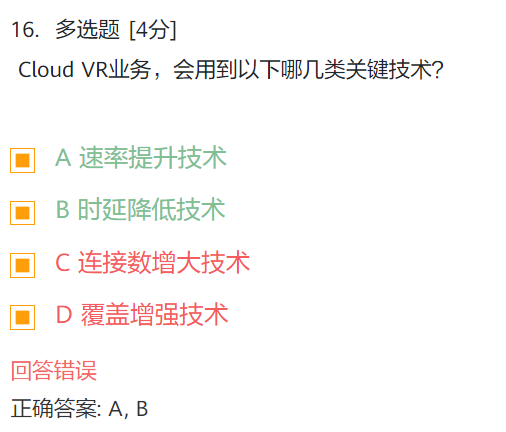 16. 多选题 [4分]
Cloud VR业务，会用到以下哪几类关键技术？
A 速率提升技术
B 时延降低技术
C 连接数增大技术
D 覆盖增强技术
回答错误
正确答案: A, B